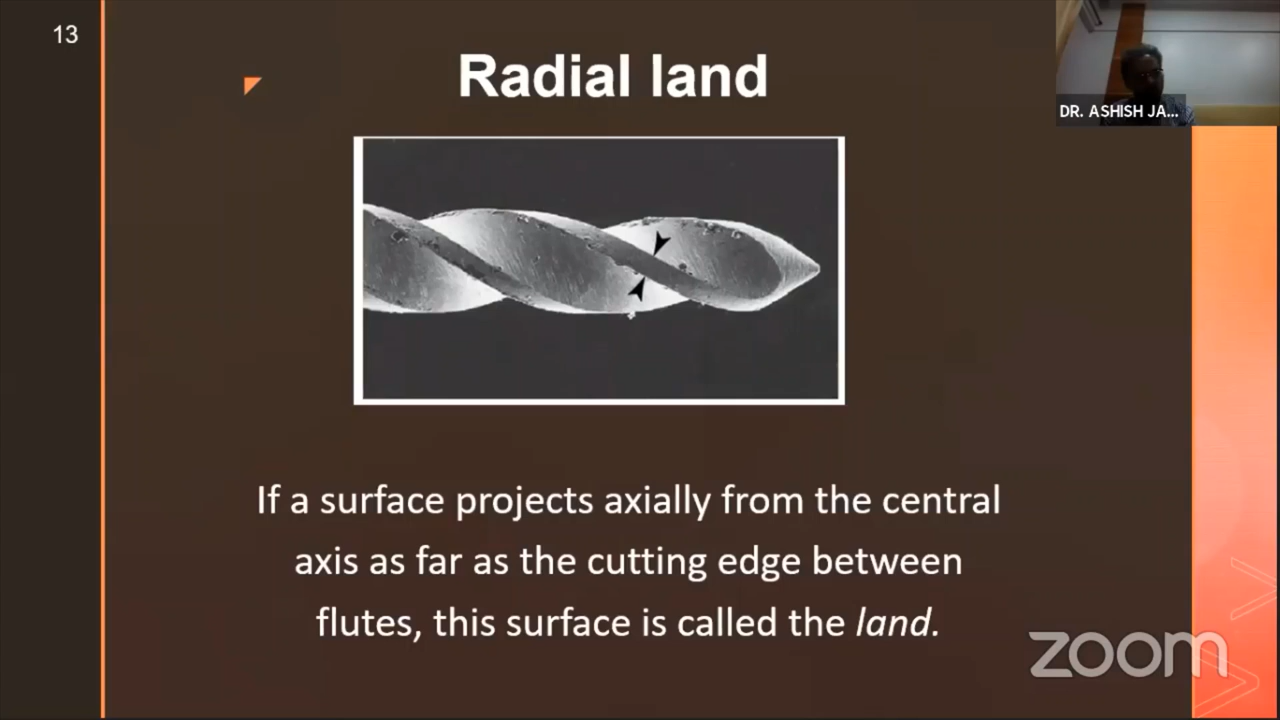 13
Radial land
DR. ASHISH JA...
If a surface projects axially from the central
axis as far as the cutting edge between
flutes, this surface is called the land.
zoom